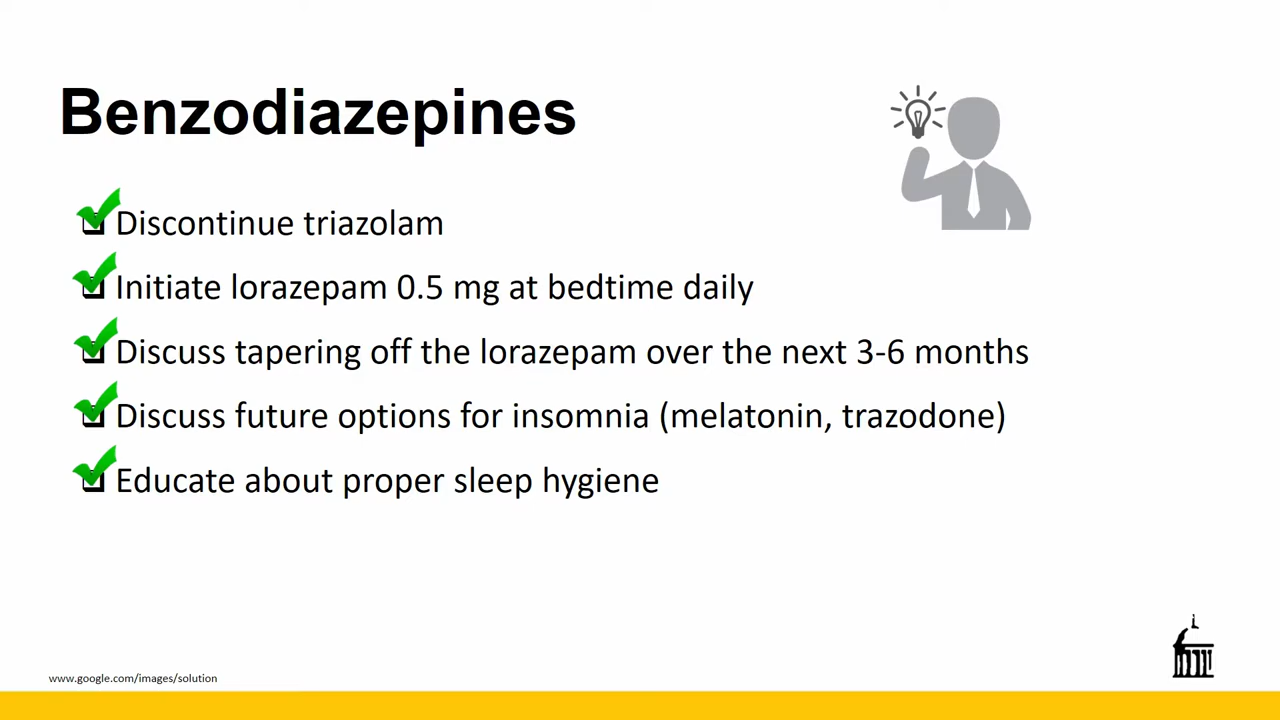 Benzodiazepines
Discontinue triazolam
Initiate lorazepam 0.5 mg at bedtime daily
Discuss tapering off the lorazepam over the next 3-6 months
Discuss future options for insomnia (melatonin, trazodone)
Educate about proper sleep hygiene
www.google.com/images/solution